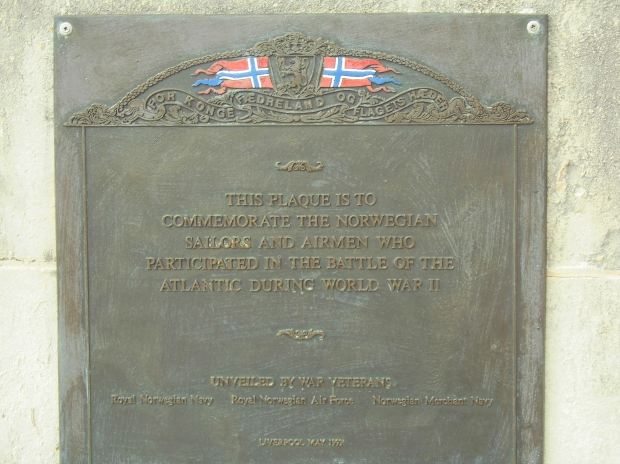 FOR KONGE FEDRELAND OG FLAGETS HEDER
THIS PLAQUE IS TO
COMMEMORATE THE NORWEGIAN
SAILORS AND AIRMEN WHO
PARTICIPATED IN THE BATTLE OF THE
ATLANTIC DURING WORLD WAR II
UNVEILED BY WAR VETERANS
Royal Norwegian Navy Royal Norwegian Air Force Norwegian Merchant Navy
LIVERPOOL MAY